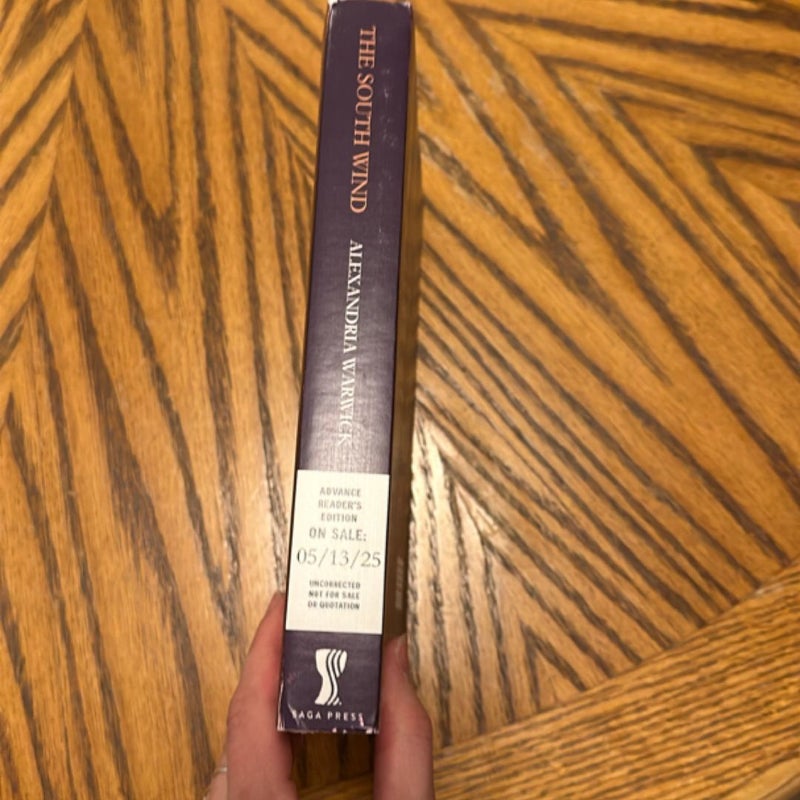 THE SOUTH WIND
ALEXANDRIA WARWICK
ADVANCE
READER'S
EDITION
ON SALE:
05/13/25
UNCORRECTED
NOT FOR SALE
OR QUOTATION
SAGA PRESS